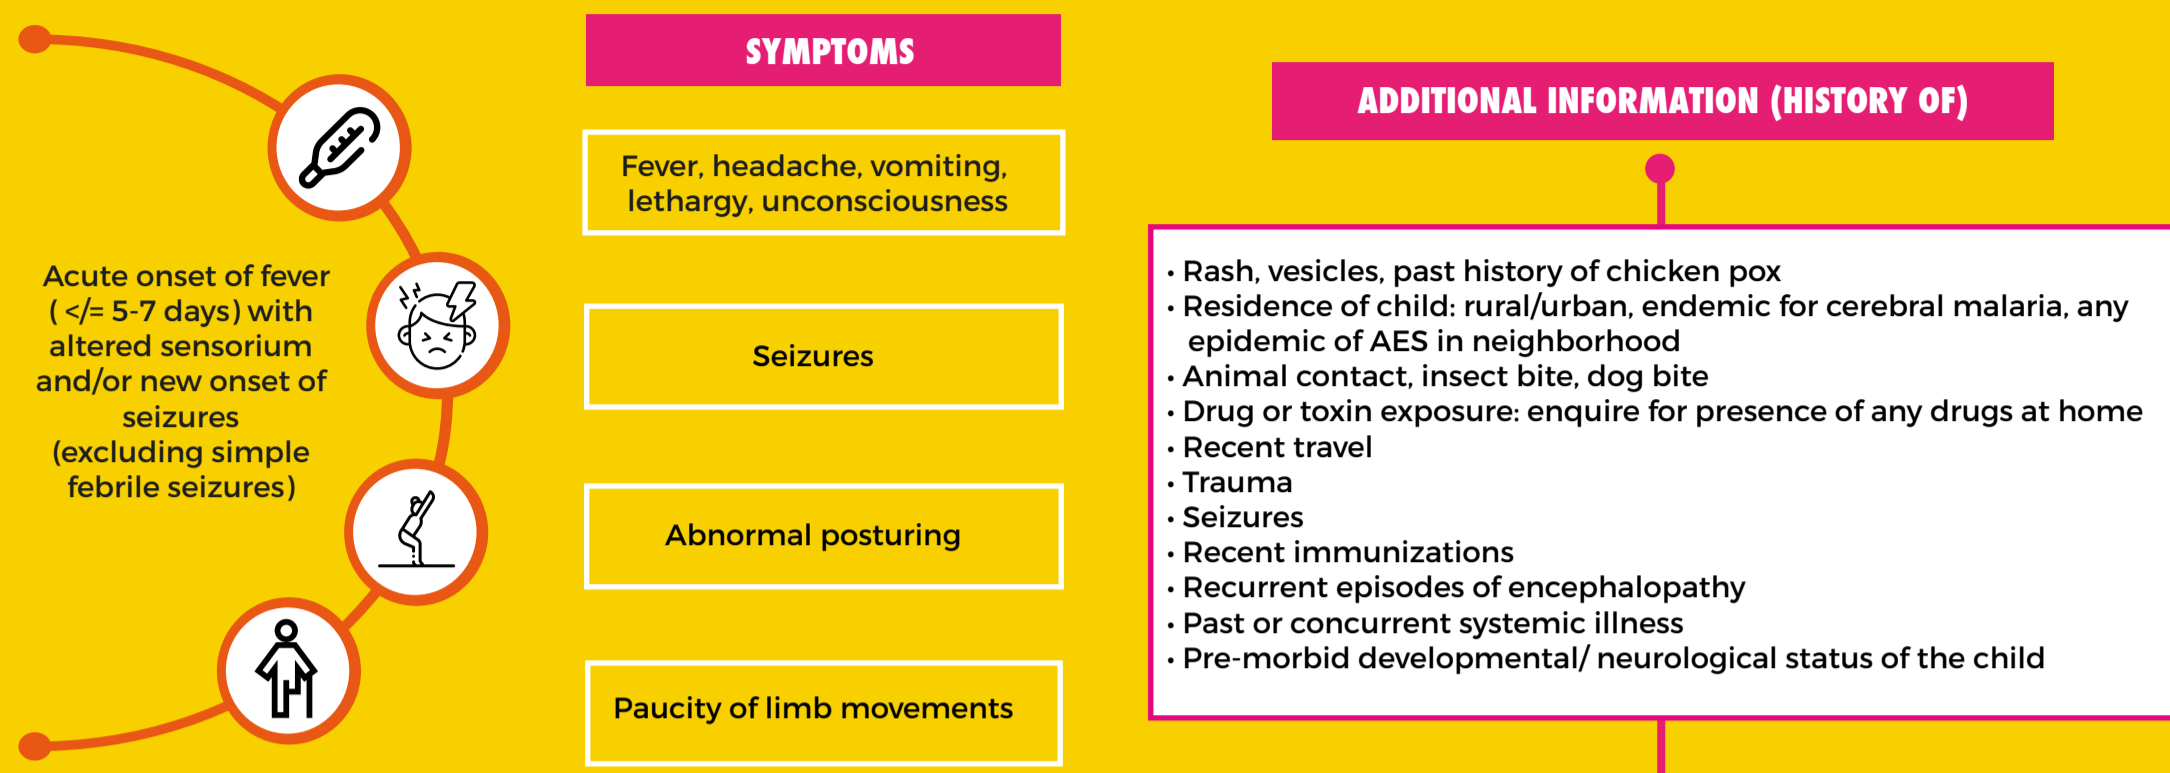 Acute onset of fever
( </= 5-7 days) with
altered sensorium
and/or new onset of
seizures
(excluding simple
febrile seizures)
SYMPTOMS
Fever, headache, vomiting,
lethargy, unconsciousness
Seizures
Abnormal posturing
Paucity of limb movements
ADDITIONAL INFORMATION (HISTORY OF)
• Rash, vesicles, past history of chicken pox
• Residence of child: rural/urban, endemic for cerebral malaria, any
epidemic of AES in neighborhood
• Animal contact, insect bite, dog bite
• Drug or toxin exposure: enquire for presence of any drugs at home
• Recent travel
• Trauma
• Seizures
• Recent immunizations
• Recurrent episodes of encephalopathy
• Past or concurrent systemic illness
• Pre-morbid developmental/ neurological status of the child